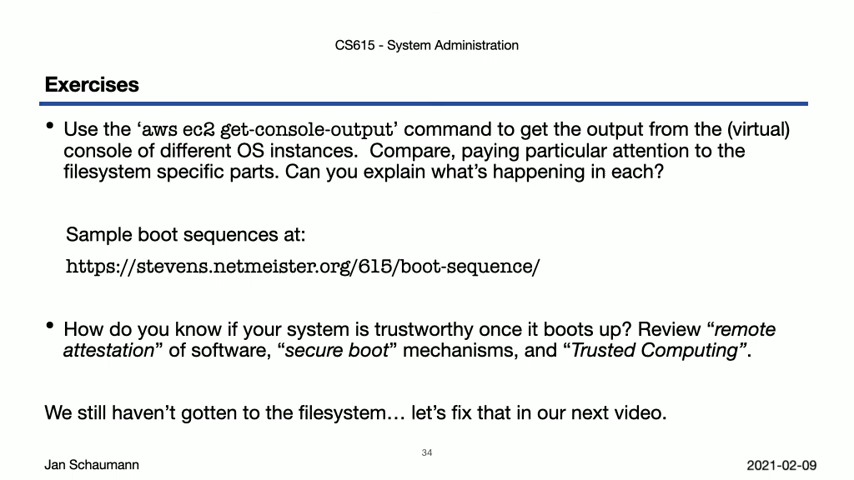 CS615 - System Administration
Exercises
• Use the ‘aws ec2 get-console-output’ command to get the output from the (virtual)
console of different OS instances. Compare, paying particular attention to the
filesystem specific parts. Can you explain what’s happening in each?
Sample boot sequences at:
https://stevens.netmeister.org/615/boot-sequence/
• How do you know if your system is trustworthy once it boots up? Review “remote
attestation” of software, “secure boot” mechanisms, and “Trusted Computing”.
We still haven’t gotten to the filesystem… let’s fix that in our next video.
34
Jan Schaumann
2021-02-09